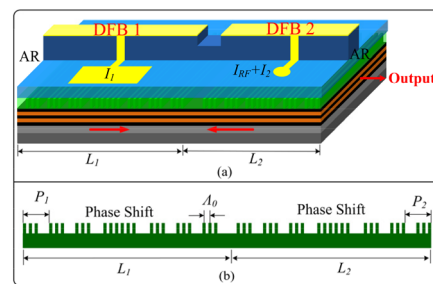 (a)
DFB 1
DFB 2
AR
AR
I₁
I_RF+I₂
Output
L₁
L₂
(a)
P₁
Phase Shift
Λ₀
Phase Shift
P₂
L₁
(b)
L₂